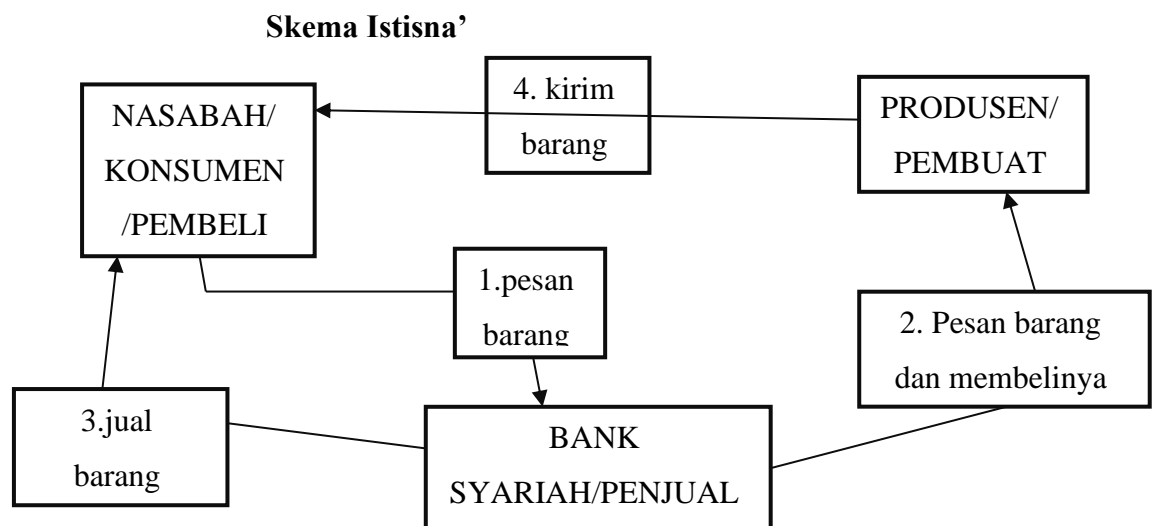 Skema Istisna’
NASABAH/
KONSUMEN
/PEMBELI
4. kirim
barang
PRODUSEN/
PEMBUAT
1.pesan
barang
2. Pesan barang
dan membelinya
3.jual
barang
BANK
SYARIAH/PENJUAL